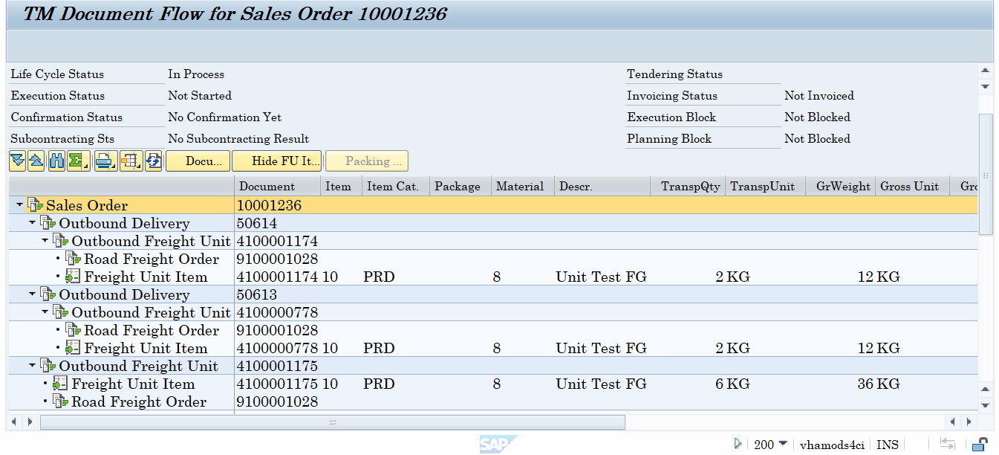 TM Document Flow for Sales Order 10001236
Life Cycle Status In Process Tendering Status
Execution Status Not Started Invoicing Status Not Invoiced
Confirmation Status No Confirmation Yet Execution Block Not Blocked
Subcontracting Sts No Subcontracting Result Planning Block Not Blocked
Docu... Hide FU It... Packing ...
Document Item Item Cat. Package Material Descr. TranspQty TranspUnit GrWeight Gross Unit Gro
Sales Order 10001236
Outbound Delivery 50614
Outbound Freight Unit 4100001174
Road Freight Order 9100001028
Freight Unit Item 4100001174 10 PRD 8 Unit Test FG 2 KG 12 KG
Outbound Delivery 50613
Outbound Freight Unit 4100000778
Road Freight Order 9100001028
Freight Unit Item 4100000778 10 PRD 8 Unit Test FG 2 KG 12 KG
Outbound Freight Unit 4100001175
Freight Unit Item 4100001175 10 PRD 8 Unit Test FG 6 KG 36 KG
Road Freight Order 9100001028
SAP 200 vhamods4ci INS